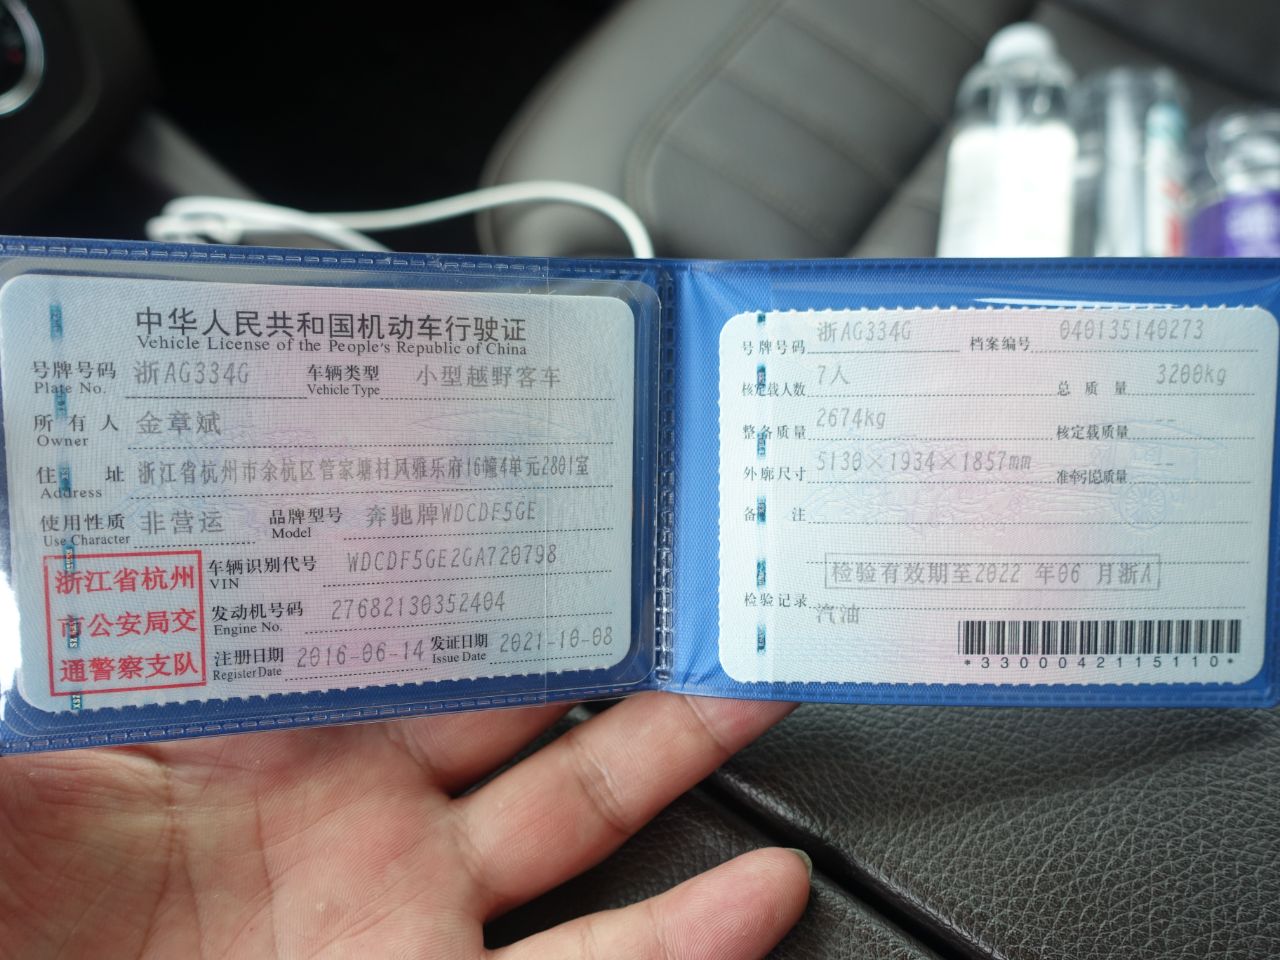 中华人民共和国机动车行驶证
Vehicle License of the People's Republic of China
号牌号码 浙AG334G 车辆类型 小型越野客车
Plate No. Vehicle Type
所有人 金章斌
Owner
住址 浙江省杭州市余杭区管家塘村风雅乐府16幢4单元2801室
Address
使用性质 非营运 品牌型号 奔驰牌WDCDF5GE
Use Character Model
浙江省杭州
市公安局交
通警察支队
车辆识别代号 WDCDF5GE2GA720798
VIN
发动机号码 27682130352404
Engine No.
注册日期 2016-06-14 发证日期 2021-10-08
Register Date Issue Date
号牌号码 浙AG334G 档案编号 040135140273
核定载人数 7人 总质量 3200kg
整备质量 2674kg 核定载质量 --
外廓尺寸 5130×1934×1857mm 准牵引总质量 --
备注
检验有效期至2022 年06 月浙A
检验记录
汽油
*3300042115110*